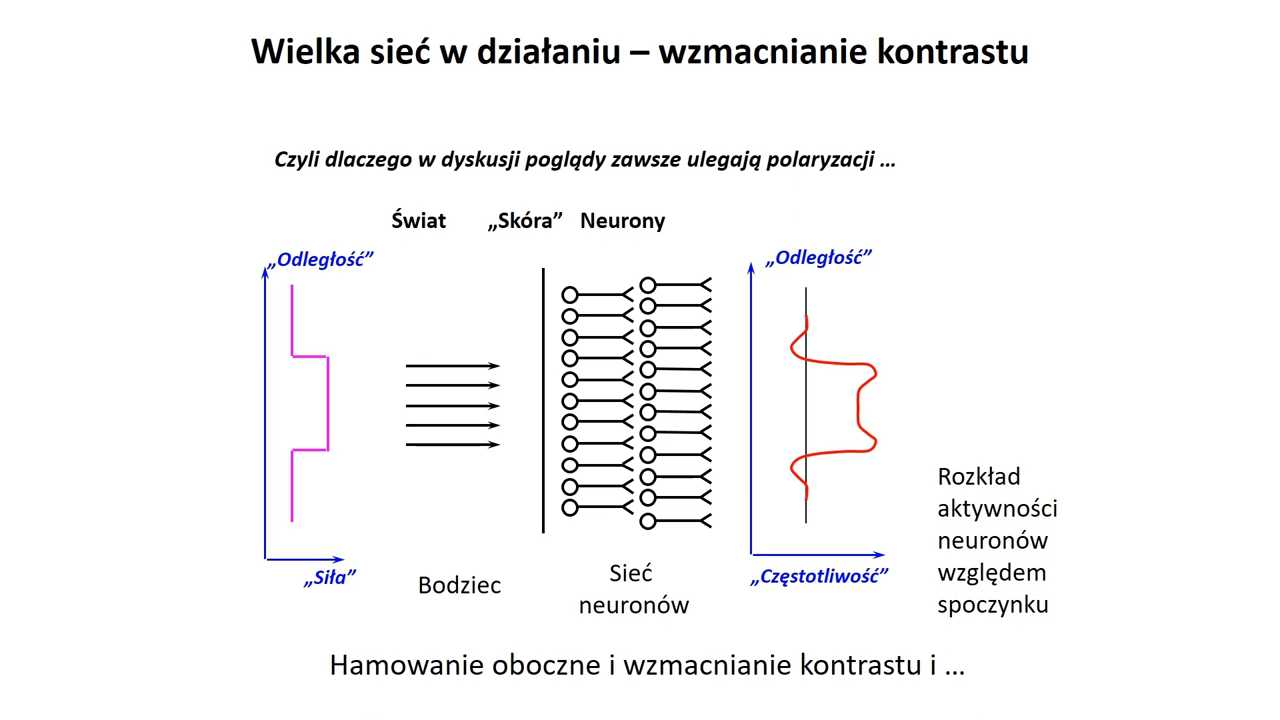 Wielka sieć w działaniu – wzmacnianie kontrastu
Czyli dlaczego w dyskusji poglądy zawsze ulegają polaryzacji ...
Świat „Skóra” Neurony
„Odległość”
„Odległość”
„Siła”
Bodziec
Sieć
neuronów
„Częstotliwość”
Rozkład
aktywności
neuronów
względem
spoczynku
Hamowanie oboczne i wzmacnianie kontrastu i ...